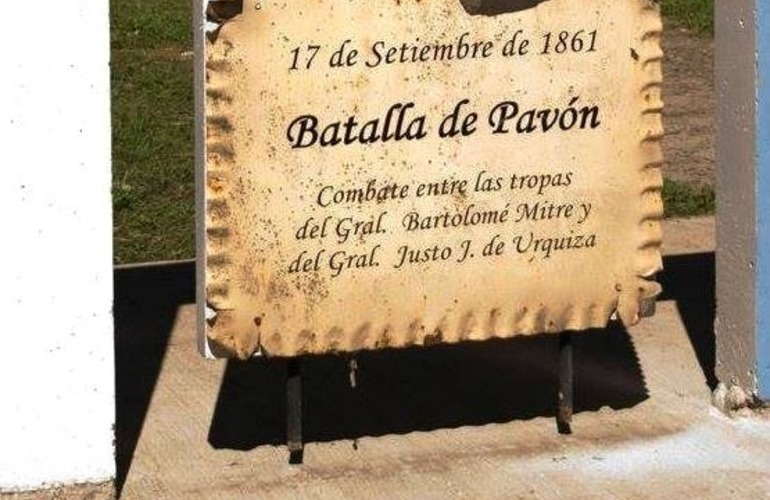 17 de Setiembre de 1861
Batalla de Pavón
Combate entre las tropas
del Gral. Bartolomé Mitre y
del Gral. Justo J. de Urquiza